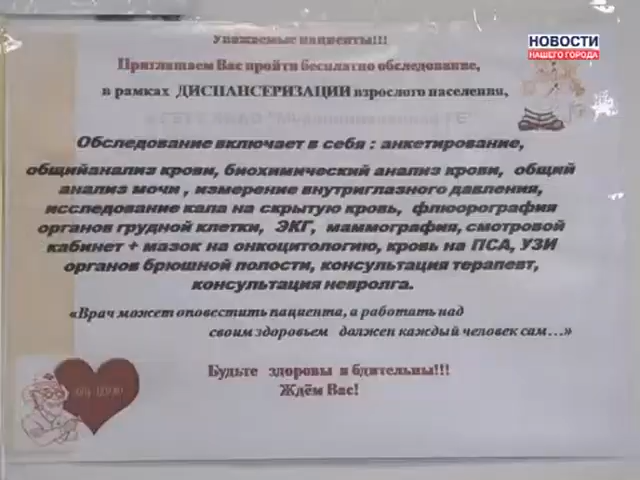 НОВОСТИ
НАШЕГО ГОРОДА
Уважаемые пациенты!!!
Приглашаем Вас пройти бесплатно обследование,
в рамках ДИСПАНСЕРИЗАЦИИ взрослого населения,
Обследование включает в себя : анкетирование,
общийанализ крови, биохимический анализ крови, общий
анализ мочи , измерение внутриглазного давления,
исследование кала на скрытую кровь, флюорография
органов грудной клетки, ЭКГ, маммография, смотровой
кабинет + мазок на онкоцитологию, кровь на ПСА, УЗИ
органов брюшной полости, консультация терапевт,
консультация невролга.
«Врач может оповестить пациента, а работать над
своим здоровьем должен каждый человек сам…»
Будьте здоровы и бдительны!!!
Ждём Вас!